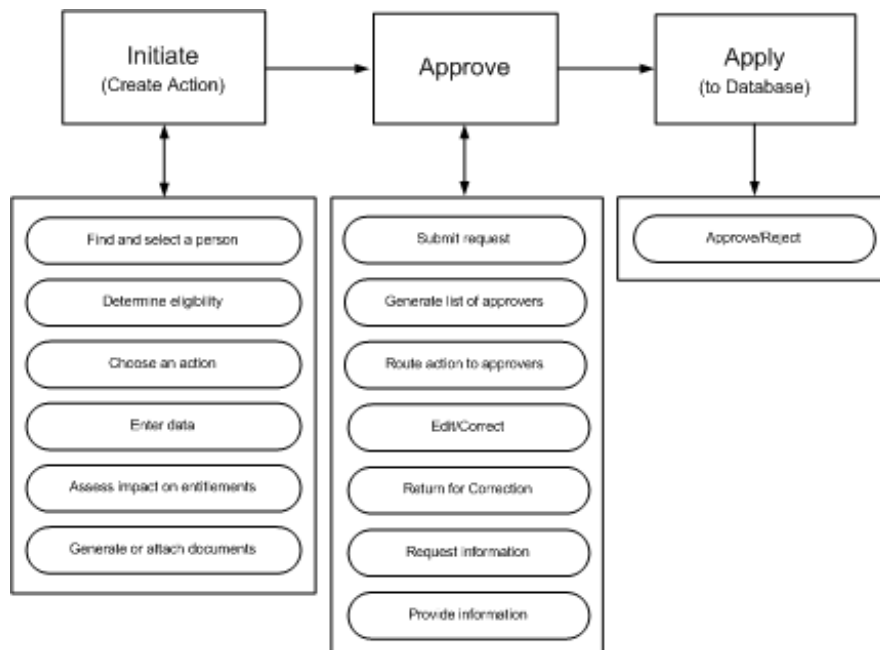 Initiate
(Create Action)
Approve
Apply
(to Database)
Find and select a person
Determine eligibility
Choose an action
Enter data
Assess impact on entitlements
Generate or attach documents
Submit request
Generate list of approvers
Route action to approvers
Edit/Correct
Return for Correction
Request information
Provide information
Approve/Reject